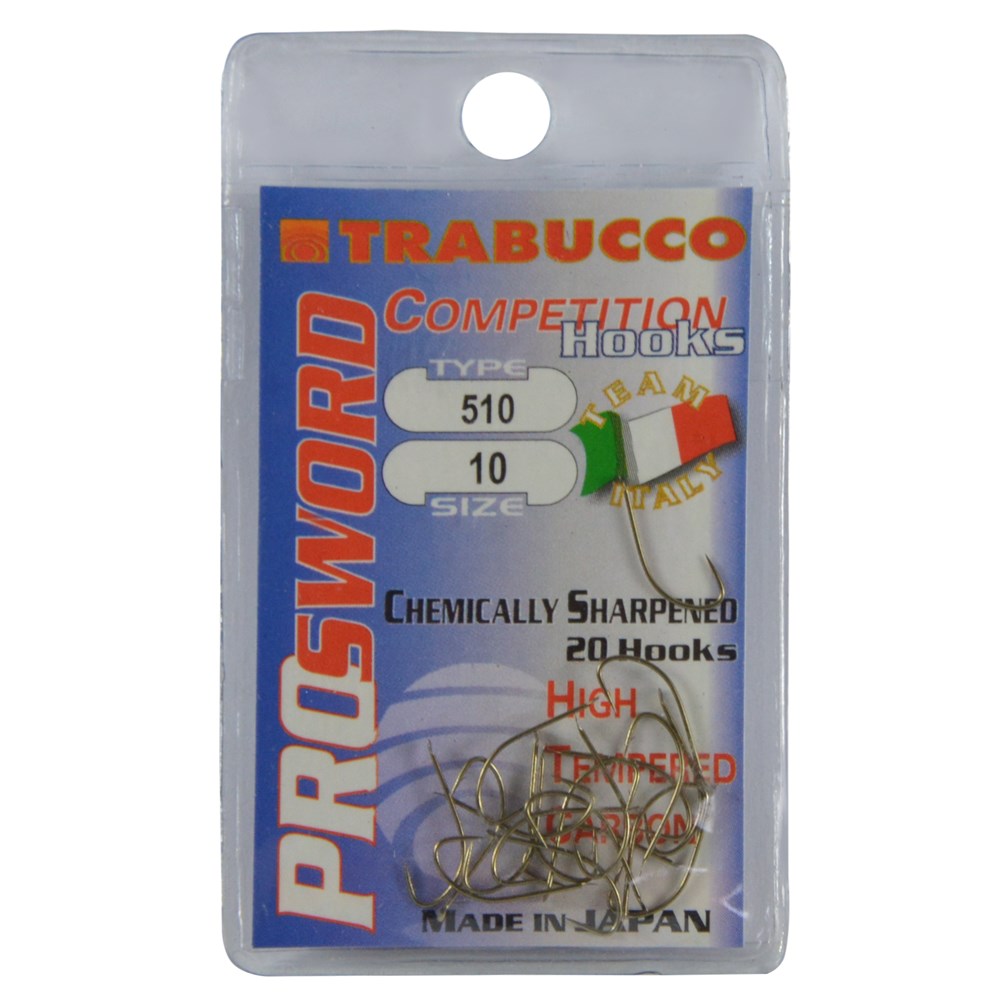 TRABUCCO
COMPETITION
Hooks
TYPE
510
10
SIZE
TEAM
ITALY
PROSWORD
CHEMICALLY SHARPENED
20 Hooks
HIGH
TEMPERED
CARBON
MADE IN JAPAN